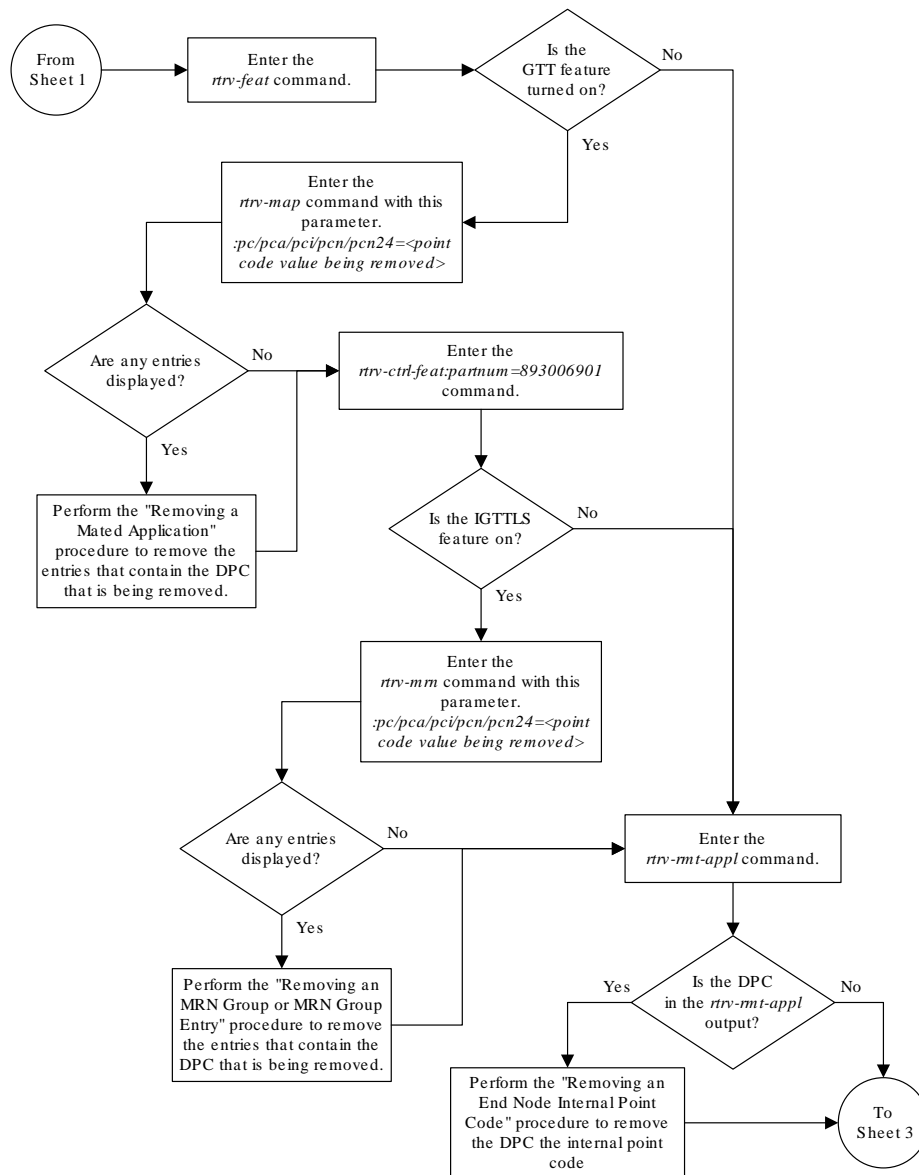 From
Sheet 1
Enter the
rtrv-feat command.
Is the
GTT feature
turned on?
No
Yes
Enter the
rtrv-map command with this
parameter.
:pc/pca/pci/pcn/pcn24=<point
code value being removed>
Are any entries
displayed?
No
Yes
Enter the
rtrv-ctrl-feat:partnum=893006901
command.
Perform the "Removing a
Mated Application"
procedure to remove the
entries that contain the DPC
that is being removed.
Is the IGTTLS
feature on?
No
Yes
Enter the
rtrv-mrn command with this
parameter.
:pc/pca/pci/pcn/pcn24=<point
code value being removed>
Are any entries
displayed?
No
Yes
Enter the
rtrv-rmt-appl command.
Perform the "Removing an
MRN Group or MRN Group
Entry" procedure to remove
the entries that contain the
DPC that is being removed.
Is the DPC
in the rtrv-rmt-appl
output?
Yes
No
Perform the "Removing an
End Node Internal Point
Code" procedure to remove
the DPC the internal point
code
To
Sheet 3